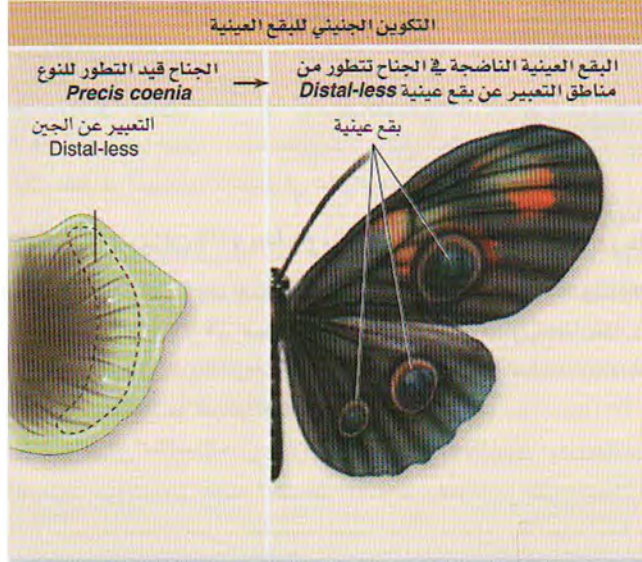 التكوين الجنيني للبقع العينية
الجناح قيد التطور للنوع
Precis coenia
→
البقع العينية الناضجة في الجناح تتطور من
مناطق التعبير عن بقع عينية Distal-less
التعبير عن الجين
Distal-less
بقع عينية